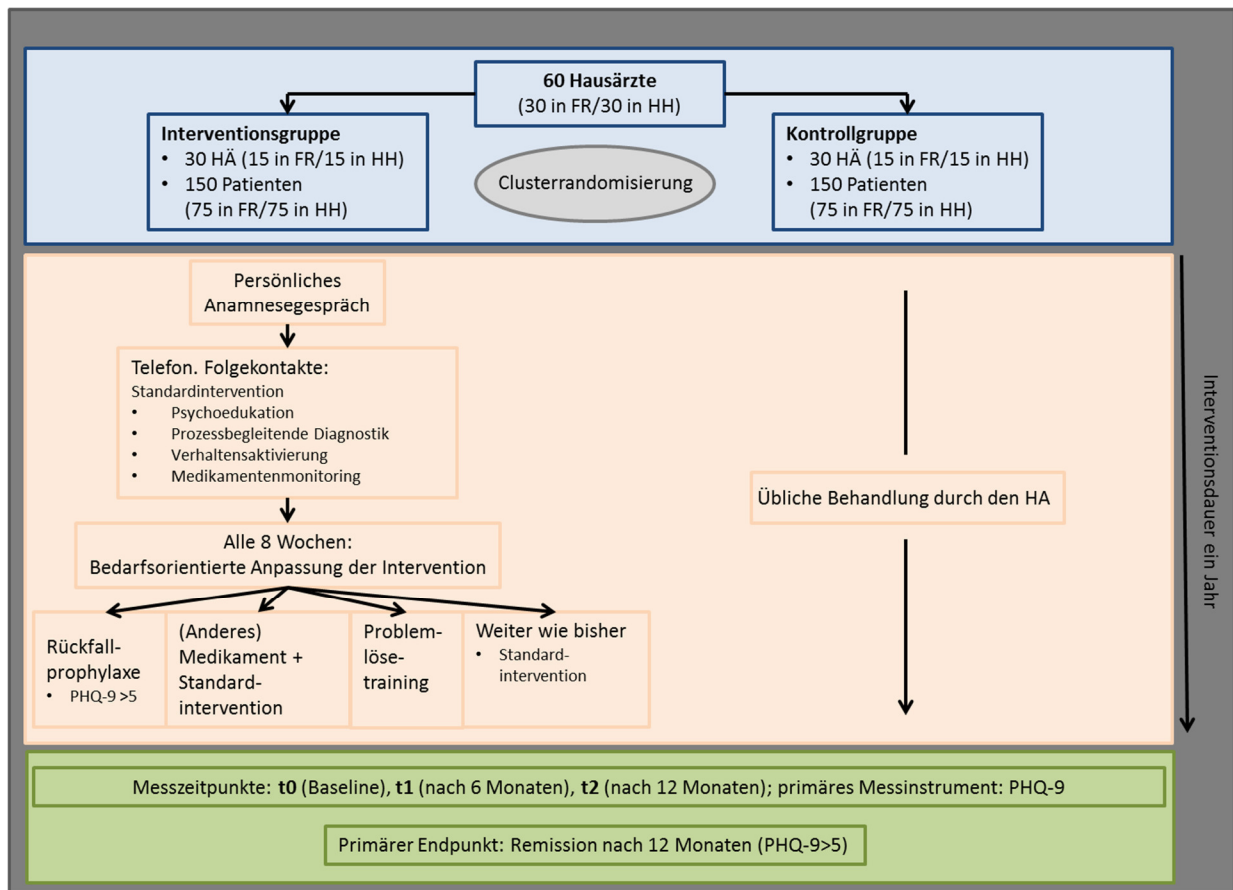 60 Hausärzte
(30 in FR/30 in HH)
Interventionsgruppe
• 30 HÄ (15 in FR/15 in HH)
• 150 Patienten
(75 in FR/75 in HH)
Clusterrandomisierung
Kontrollgruppe
• 30 HÄ (15 in FR/15 in HH)
• 150 Patienten
(75 in FR/75 in HH)
Persönliches
Anamnesegespräch
Telefon. Folgekontakte:
Standardintervention
• Psychoedukation
• Prozessbegleitende Diagnostik
• Verhaltensaktivierung
• Medikamentenmonitoring
Alle 8 Wochen:
Bedarfsorientierte Anpassung der Intervention
Rückfall-
prophylaxe
• PHQ-9 >5
(Anderes)
Medikament +
Standard-
intervention
Problem-
löse-
training
Weiter wie bisher
• Standard-
intervention
Übliche Behandlung durch den HA
Interventionsdauer ein Jahr
Messzeitpunkte: t0 (Baseline), t1 (nach 6 Monaten), t2 (nach 12 Monaten); primäres Messinstrument: PHQ-9
Primärer Endpunkt: Remission nach 12 Monaten (PHQ-9>5)